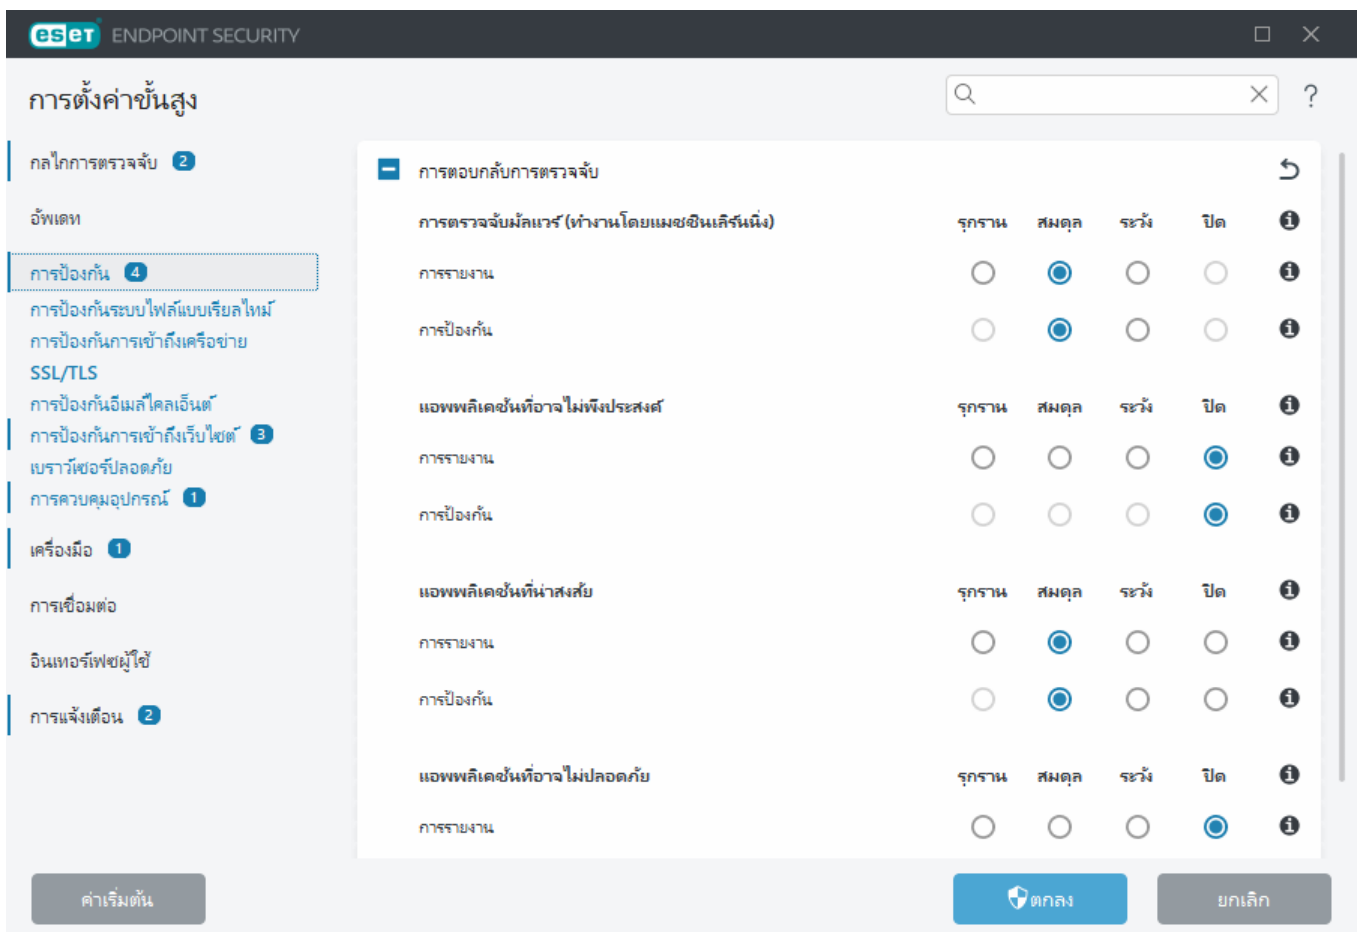 eset ENDPOINT SECURITY
การตั้งค่าขั้นสูง
?
กลไกการตรวจจับ 2
อัพเดท
การป้องกัน 4
การป้องกันระบบไฟล์แบบเรียลไทม์
การป้องกันการเข้าถึงเครือข่าย
SSL/TLS
การป้องกันอีเมลไคลเอ็นต์
การป้องกันการเข้าถึงเว็บไซต์ 3
เบราว์เซอร์ปลอดภัย
การควบคุมอุปกรณ์ 1
เครื่องมือ 1
การเชื่อมต่อ
อินเทอร์เฟซผู้ใช้
การแจ้งเตือน 2
การตอบกลับการตรวจจับ
การตรวจจับมัลแวร์ (ทำงานโดยแมชชีนเลิร์นนิ่ง) รุกราน สมดุล ระวัง ปิด
การรายงาน
การป้องกัน
แอพพลิเคชันที่อาจไม่พึงประสงค์ รุกราน สมดุล ระวัง ปิด
การรายงาน
การป้องกัน
แอพพลิเคชันที่น่าสงสัย รุกราน สมดุล ระวัง ปิด
การรายงาน
การป้องกัน
แอพพลิเคชันที่อาจไม่ปลอดภัย รุกราน สมดุล ระวัง ปิด
การรายงาน
ค่าเริ่มต้น
ตกลง
ยกเลิก